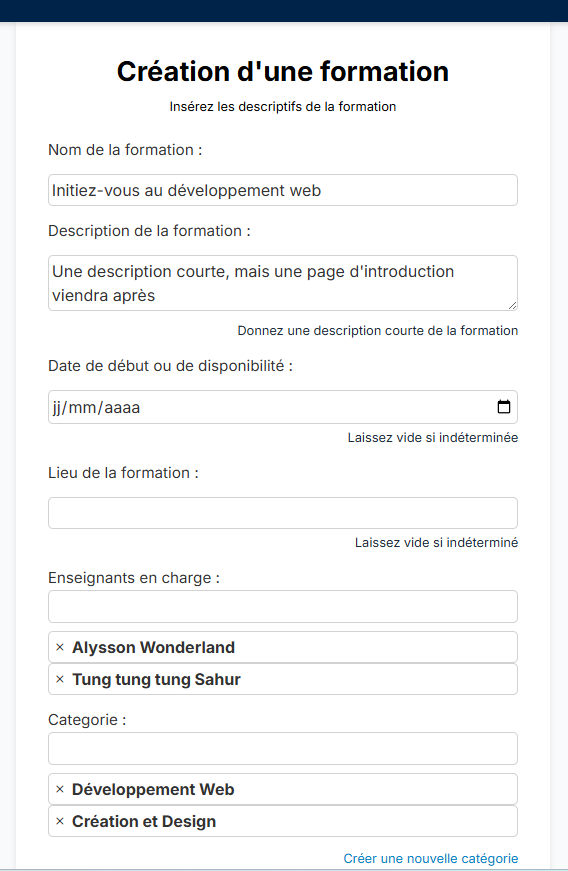 Création d'une formation
Insérez les descriptifs de la formation
Nom de la formation :
Initiez-vous au développement web
Description de la formation :
Une description courte, mais une page d'introduction
viendra après
Donnez une description courte de la formation
Date de début ou de disponibilité :
jj/mm/aaaa
Laissez vide si indéterminée
Lieu de la formation :
Laissez vide si indéterminé
Enseignants en charge :
× Alysson Wonderland
× Tung tung tung Sahur
Categorie :
× Développement Web
× Création et Design
Créer une nouvelle catégorie